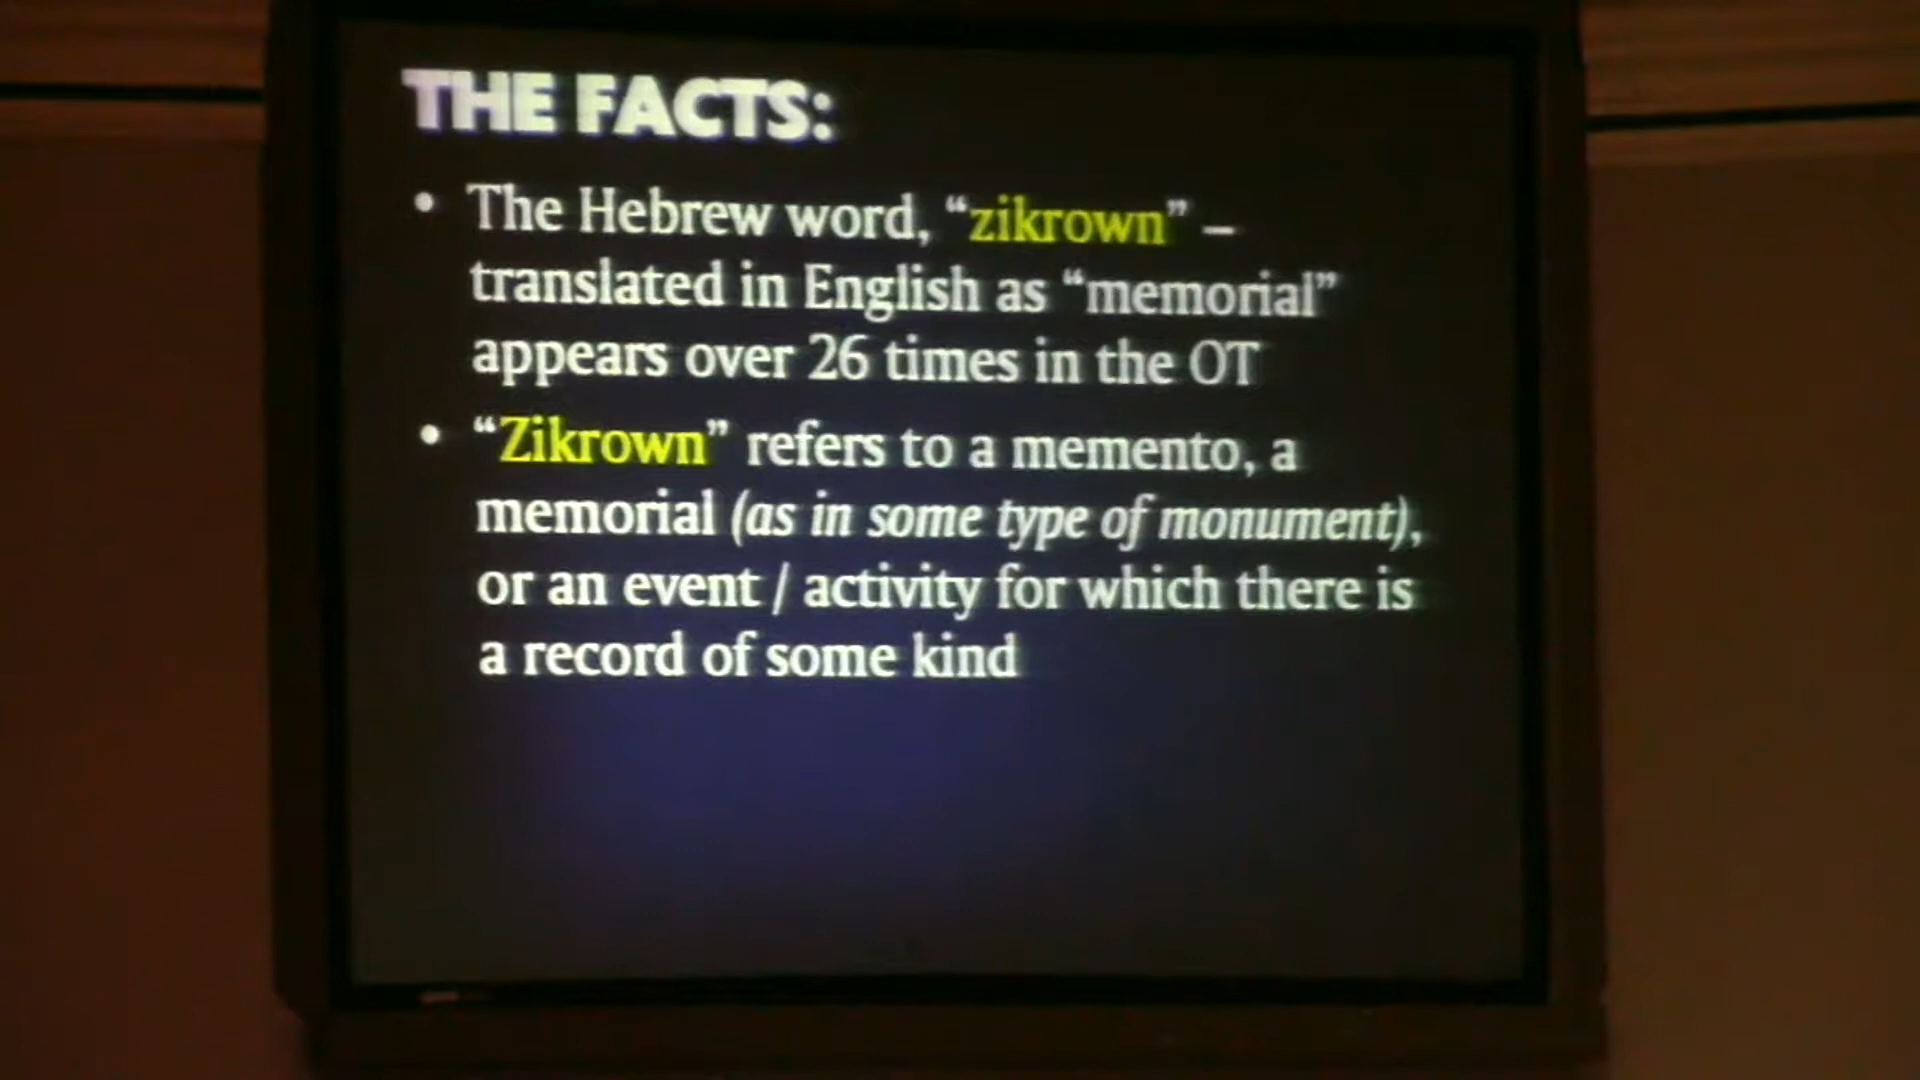 THE FACTS:
• The Hebrew word, “zikrown” –
translated in English as “memorial”
appears over 26 times in the OT
• “Zikrown” refers to a memento, a
memorial (as in some type of monument),
or an event / activity for which there is
a record of some kind